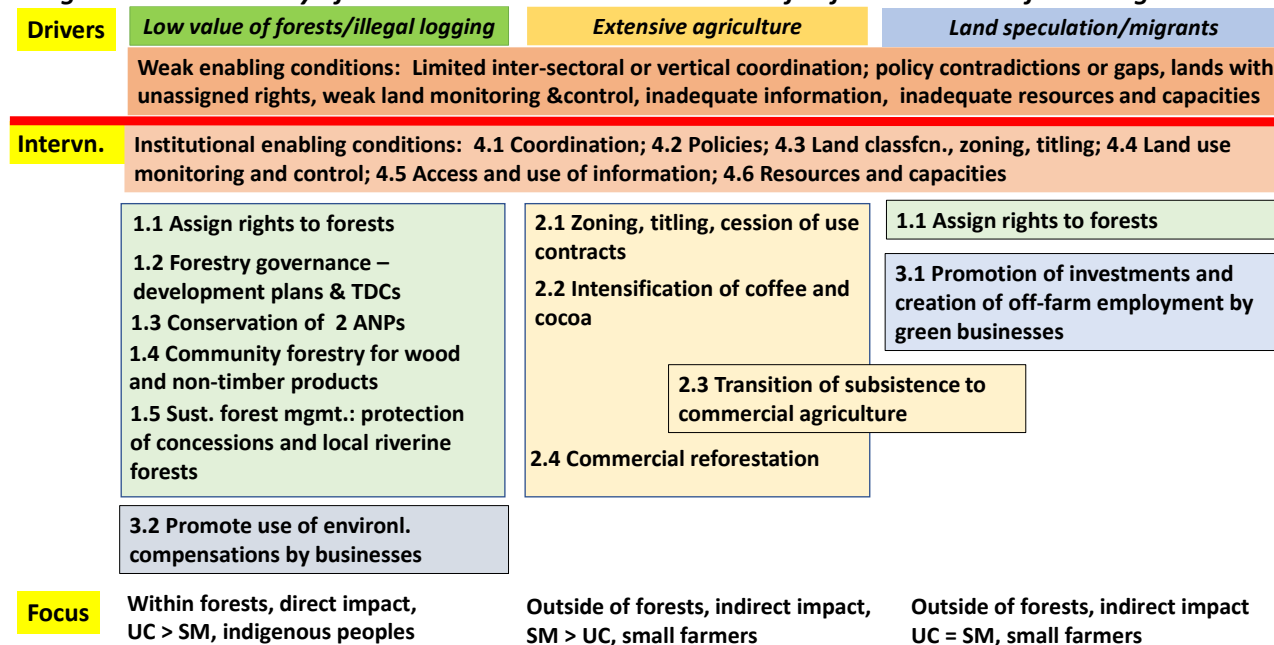 Drivers
Low value of forests/illegal logging
Extensive agriculture
Land speculation/migrants
Weak enabling conditions: Limited inter-sectoral or vertical coordination; policy contradictions or gaps, lands with
unassigned rights, weak land monitoring &control, inadequate information, inadequate resources and capacities
Intervn.
Institutional enabling conditions: 4.1 Coordination; 4.2 Policies; 4.3 Land classfcn., zoning, titling; 4.4 Land use
monitoring and control; 4.5 Access and use of information; 4.6 Resources and capacities
1.1 Assign rights to forests
1.2 Forestry governance –
development plans & TDCs
1.3 Conservation of 2 ANPs
1.4 Community forestry for wood
and non-timber products
1.5 Sust. forest mgmt.: protection
of concessions and local riverine
forests
3.2 Promote use of environl.
compensations by businesses
2.1 Zoning, titling, cession of use
contracts
2.2 Intensification of coffee and
cocoa
2.3 Transition of subsistence to
commercial agriculture
2.4 Commercial reforestation
1.1 Assign rights to forests
3.1 Promotion of investments and
creation of off-farm employment by
green businesses
Focus
Within forests, direct impact,
UC > SM, indigenous peoples
Outside of forests, indirect impact,
SM > UC, small farmers
Outside of forests, indirect impact
UC = SM, small farmers